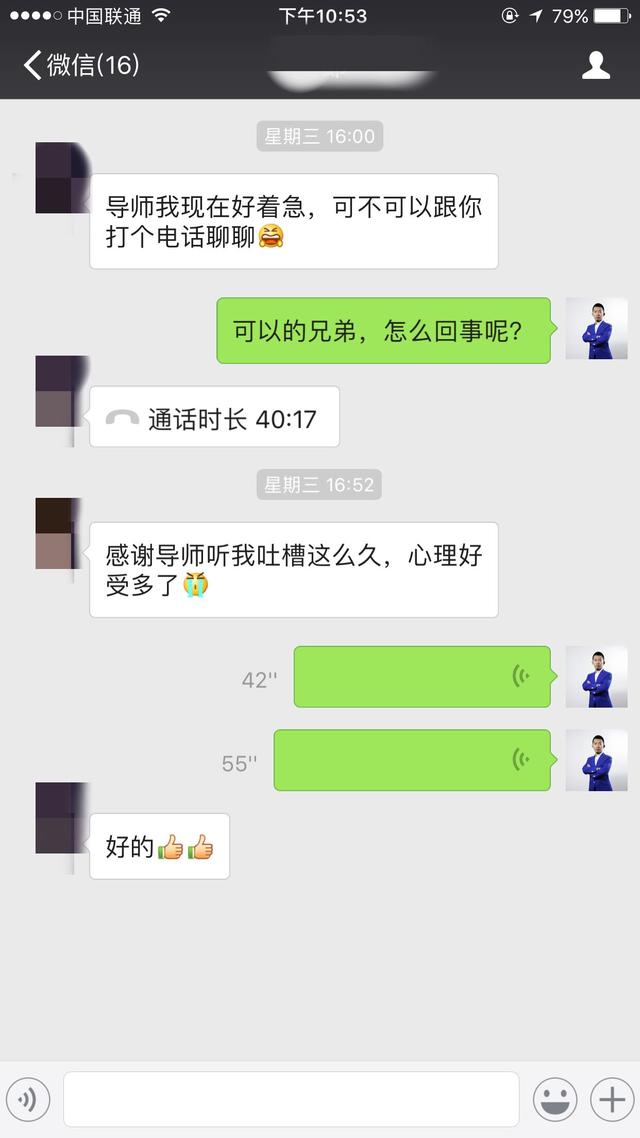 中国联通
下午10:53
79%
微信(16)
星期三 16:00
导师我现在好着急，可不可以跟你
打个电话聊聊😆
可以的兄弟，怎么回事呢？
通话时长 40:17
星期三 16:52
感谢导师听我吐槽这么久，心理好
受多了😭
42''
55''
好的👍👍